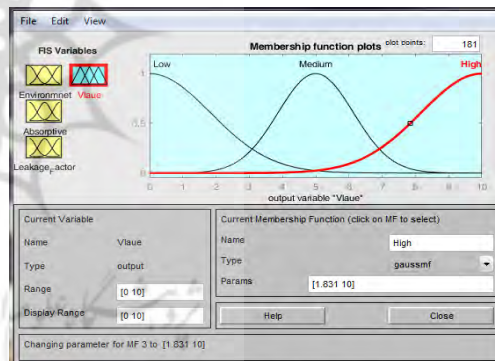 File Edit View
FIS Variables
Environmnet
Vlaue
Absorptive
Leakage_Factor
Membership function plots
plot points:
181
Low
Medium
High
1
0.5
0
0 1 2 3 4 5 6 7 8 9 10
output variable "Vlaue"
Current Variable
Name Vlaue
Type output
Range [0 10]
Display Range [0 10]
Current Membership Function (click on MF to select)
Name High
Type gaussmf
Params [1.831 10]
Help
Close
Changing parameter for MF 3 to [1.831 10]